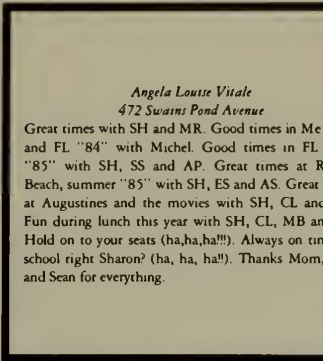 Angela Louise Vitale
472 Swains Pond Avenue
Great times with SH and MR. Good times in Me
and FL "84" with Michel. Good times in FL
"85" with SH, SS and AP. Great times at R
Beach, summer "85" with SH, ES and AS. Great
at Augustines and the movies with SH, CL and
Fun during lunch this year with SH, CL, MB an
Hold on to your seats (ha,ha,ha!!!). Always on tim
school right Sharon? (ha, ha, ha!!). Thanks Mom,
and Sean for everything.